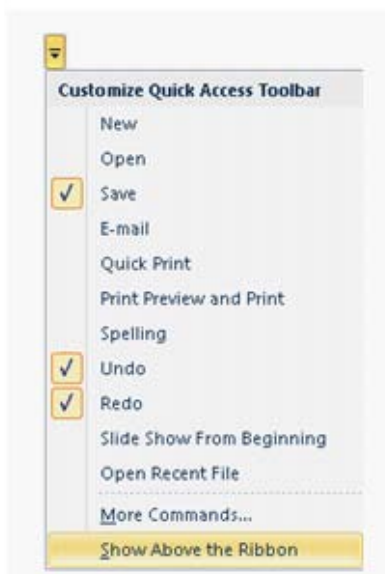 Customize Quick Access Toolbar
New
Open
Save
E-mail
Quick Print
Print Preview and Print
Spelling
Undo
Redo
Slide Show From Beginning
Open Recent File
More Commands...
Show Above the Ribbon